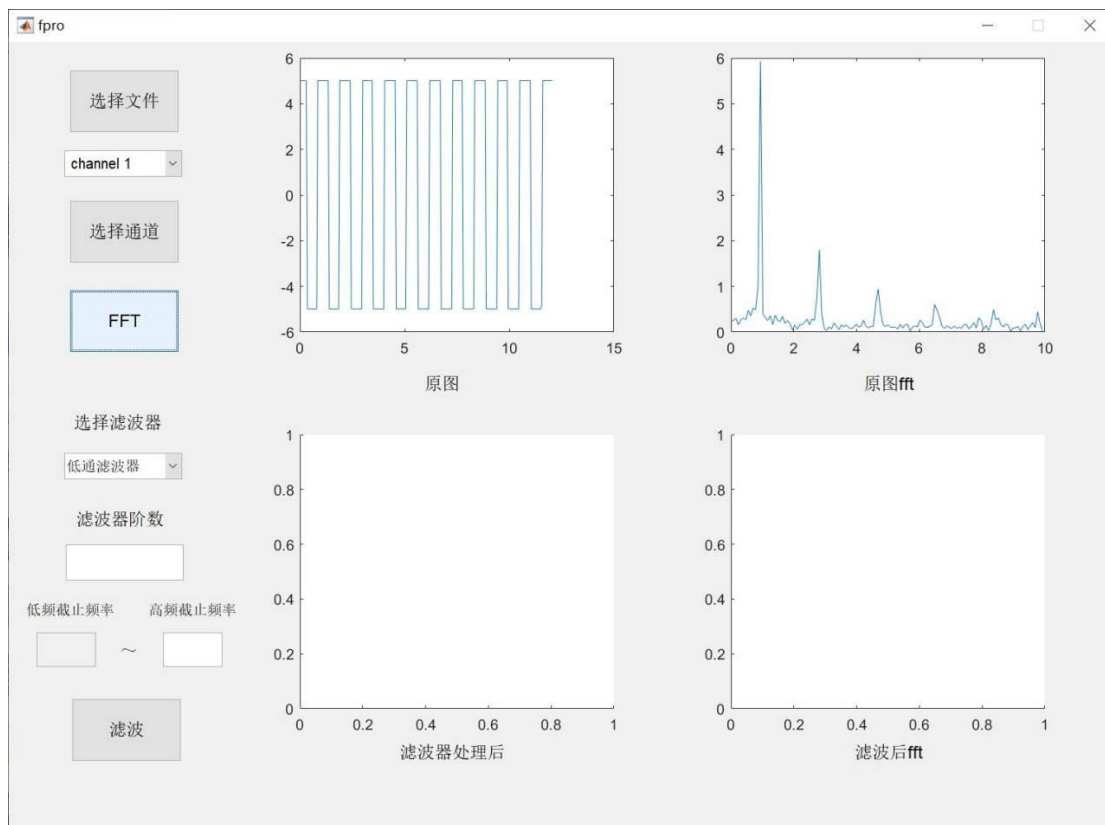 fpro
选择文件
channel 1
选择通道
FFT
选择滤波器
低通滤波器
滤波器阶数
低频截止频率 高频截止频率
~
滤波
6
4
2
0
-2
-4
-6
0 5 10 15
原图
6
5
4
3
2
1
0
0 2 4 6 8 10
原图fft
1
0.8
0.6
0.4
0.2
0
0 0.2 0.4 0.6 0.8 1
滤波器处理后
1
0.8
0.6
0.4
0.2
0
0 0.2 0.4 0.6 0.8 1
滤波后fft